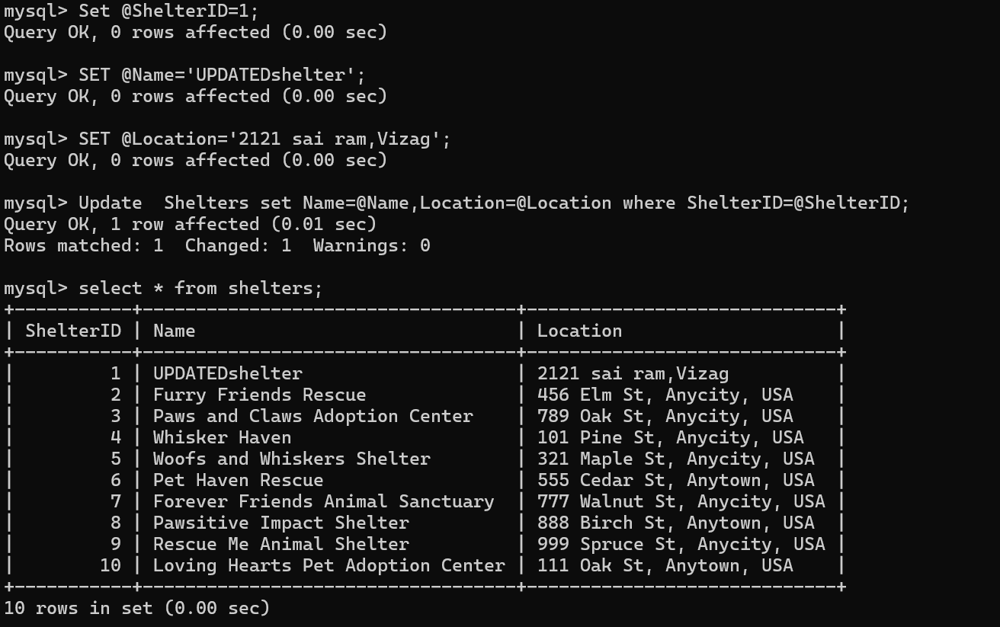 mysql> Set @ShelterID=1;
Query OK, 0 rows affected (0.00 sec)

mysql> SET @Name='UPDATEDshelter';
Query OK, 0 rows affected (0.00 sec)

mysql> SET @Location='2121 sai ram,Vizag';
Query OK, 0 rows affected (0.00 sec)

mysql> Update  Shelters set Name=@Name,Location=@Location where ShelterID=@ShelterID;
Query OK, 1 row affected (0.01 sec)
Rows matched: 1  Changed: 1  Warnings: 0

mysql> select * from shelters;
+-----------+-----------------------------------+-----------------------------+
| ShelterID | Name                              | Location                    |
+-----------+-----------------------------------+-----------------------------+
|         1 | UPDATEDshelter                    | 2121 sai ram,Vizag          |
|         2 | Furry Friends Rescue              | 456 Elm St, Anycity, USA    |
|         3 | Paws and Claws Adoption Center    | 789 Oak St, Anycity, USA    |
|         4 | Whisker Haven                     | 101 Pine St, Anycity, USA   |
|         5 | Woofs and Whiskers Shelter        | 321 Maple St, Anycity, USA  |
|         6 | Pet Haven Rescue                  | 555 Cedar St, Anytown, USA  |
|         7 | Forever Friends Animal Sanctuary  | 777 Walnut St, Anycity, USA |
|         8 | Pawsitive Impact Shelter          | 888 Birch St, Anytown, USA  |
|         9 | Rescue Me Animal Shelter          | 999 Spruce St, Anycity, USA |
|        10 | Loving Hearts Pet Adoption Center | 111 Oak St, Anytown, USA    |
+-----------+-----------------------------------+-----------------------------+
10 rows in set (0.00 sec)